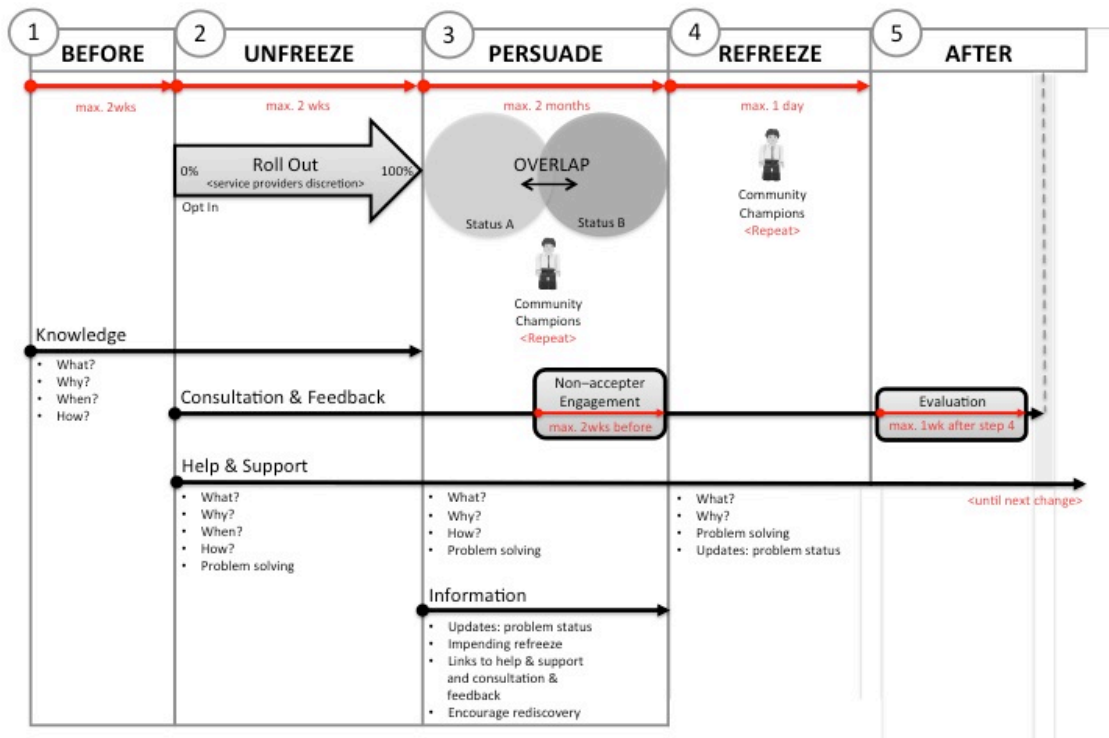 1
BEFORE
2
UNFREEZE
3
PERSUADE
4
REFREEZE
5
AFTER
max. 2wks
max. 2 wks
max. 2 months
max. 1 day
0%
Roll Out
<service providers discretion>
100%
Opt In
OVERLAP
Status A
Status B
Community
Champions
<Repeat>
Community
Champions
<Repeat>
Knowledge
• What?
• Why?
• When?
• How?
Consultation & Feedback
Non–accepter
Engagement
max. 2wks before
Evaluation
max. 1wk after step 4
Help & Support
<until next change>
• What?
• Why?
• When?
• How?
• Problem solving
• What?
• Why?
• How?
• Problem solving
• What?
• Why?
• Problem solving
• Updates: problem status
Information
• Updates: problem status
• Impending refreeze
• Links to help & support
and consultation &
feedback
• Encourage rediscovery